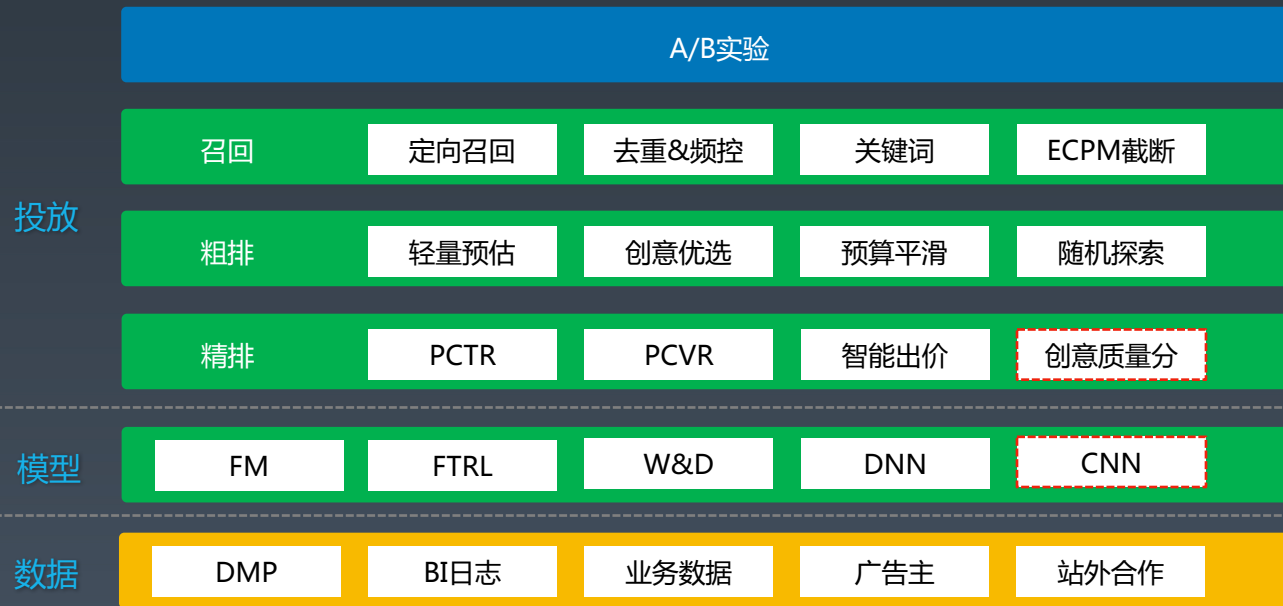 A/B实验
投放
召回 定向召回 去重&频控 关键词 ECPM截断
粗排 轻量预估 创意优选 预算平滑 随机探索
精排 PCTR PCVR 智能出价 创意质量分
模型 FM FTRL W&D DNN CNN
数据 DMP BI日志 业务数据 广告主 站外合作